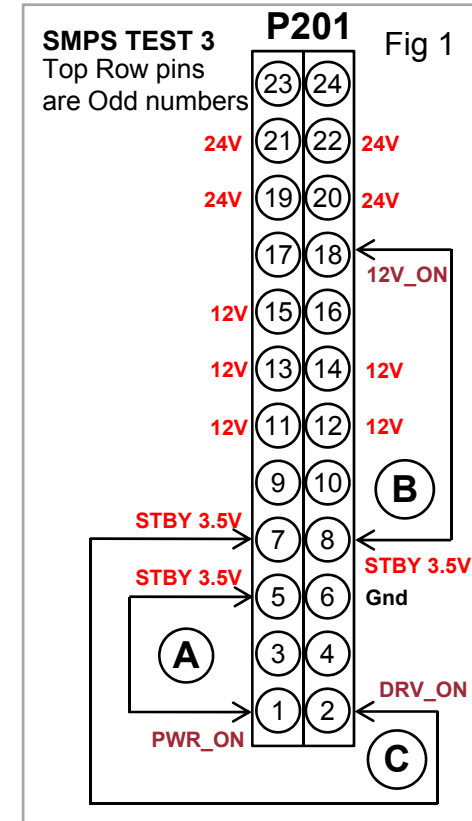 SMPS TEST 3
Top Row pins
are Odd numbers
P201
Fig 1
23 24
24V 21 22 24V
24V 19 20 24V
17 18
12V_ON
12V 15 16
12V 13 14 12V
12V 11 12 12V
9 10
B
STBY 3.5V
7 8
STBY 3.5V
STBY 3.5V
5 6 Gnd
A
3 4
DRV_ON
1 2
PWR_ON
C